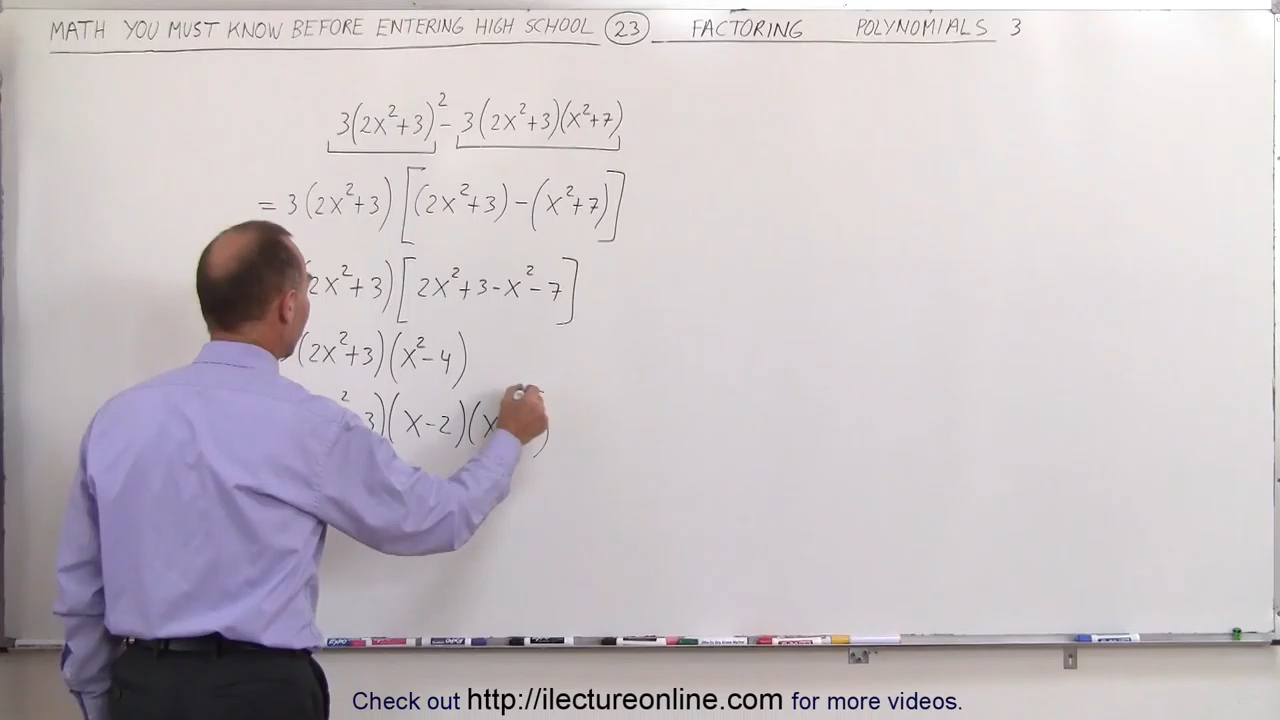 MATH YOU MUST KNOW BEFORE ENTERING HIGH SCHOOL 23 FACTORING POLYNOMIALS 3
3(2x²+3)² - 3(2x²+3)(x²+7)
= 3(2x²+3)[(2x²+3)-(x²+7)]
2x²+3)[2x²+3-x²-7]
(2x²+3)(x²-4)
² 3)(x-2)(x )
EXPO
Check out http://ilectureonline.com for more videos.